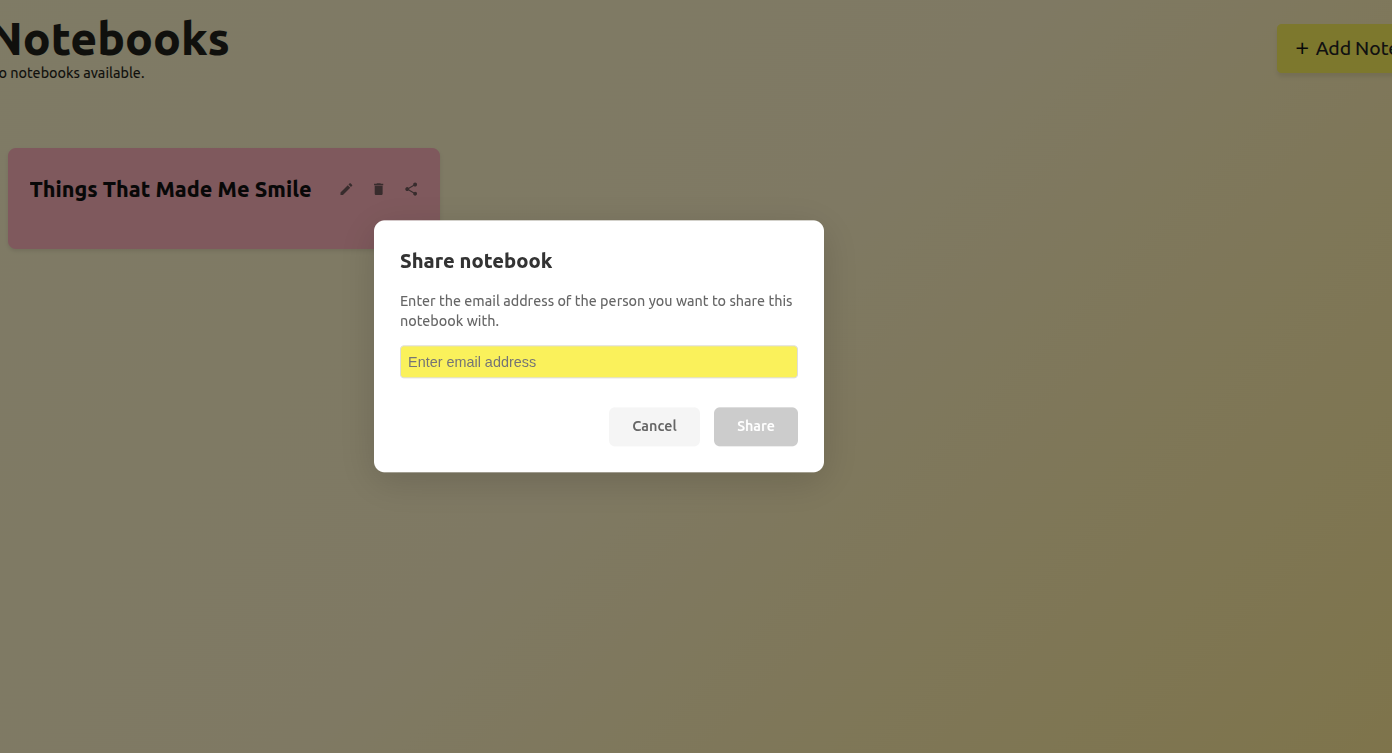 Notebooks
o notebooks available.
+ Add Note
Things That Made Me Smile
Share notebook
Enter the email address of the person you want to share this
notebook with.
Enter email address
Cancel
Share